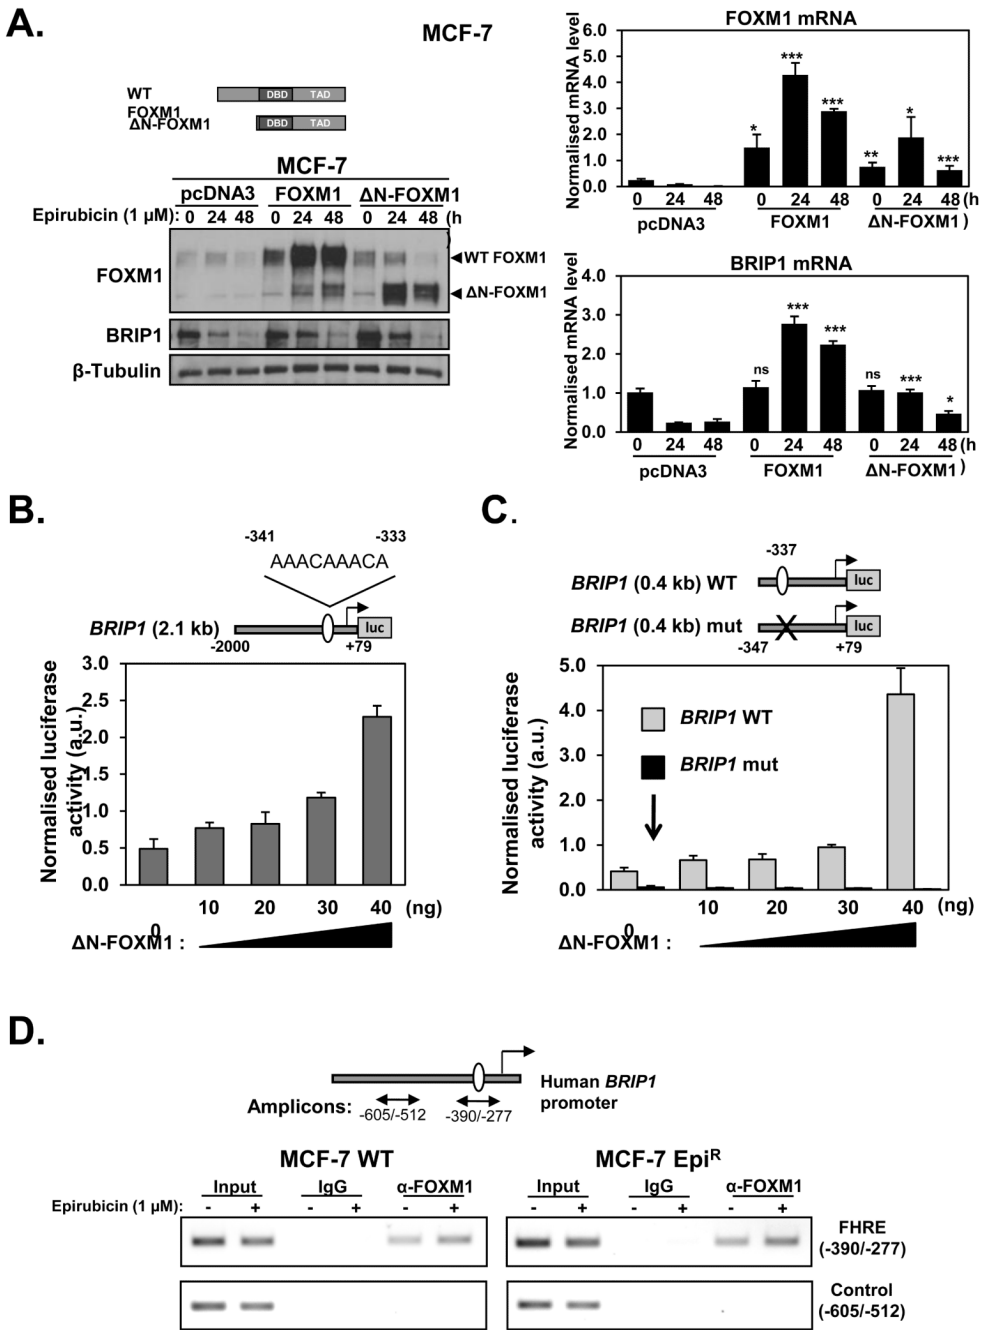 A.
MCF-7
WT
FOXM1
ΔN-FOXM1
DBD TAD
DBD TAD
MCF-7
pcDNA3 FOXM1 ΔN-FOXM1
Epirubicin (1 µM): 0 24 48 0 24 48 0 24 48 (h
)
FOXM1
WT FOXM1
ΔN-FOXM1
BRIP1
β-Tubulin
FOXM1 mRNA
Normalised mRNA level
6.0
5.0
4.0
3.0
2.0
1.0
0.0
* *** *** ** * ***
0 24 48 0 24 48 0 24 48 (h
pcDNA3 FOXM1 ΔN-FOXM1 )
BRIP1 mRNA
Normalised mRNA level
4.0
3.0
2.0
1.0
0.0
ns *** *** ns *** *
0 24 48 0 24 48 0 24 48 (h
pcDNA3 FOXM1 ΔN-FOXM1 )
B.
-341 -333
AAACAAACA
BRIP1 (2.1 kb)
luc
-2000 +79
Normalised luciferase
activity (a.u.)
3.0
2.5
2.0
1.5
1.0
0.5
0.0
0 10 20 30 40 (ng)
ΔN-FOXM1 :
C.
-337
BRIP1 (0.4 kb) WT
luc
BRIP1 (0.4 kb) mut
luc
-347 +79
Normalised luciferase
activity (a.u.)
5.0
4.0
5.0
2.0
1.0
0.0
BRIP1 WT
BRIP1 mut
0 10 20 30 40 (ng)
ΔN-FOXM1 :
D.
Human BRIP1
promoter
Amplicons:
-605/-512 -390/-277
MCF-7 WT
MCF-7 EpiR
Input IgG α-FOXM1
Input IgG α-FOXM1
Epirubicin (1 µM): - + - + - +
- + - + - +
FHRE
(-390/-277)
Control
(-605/-512)